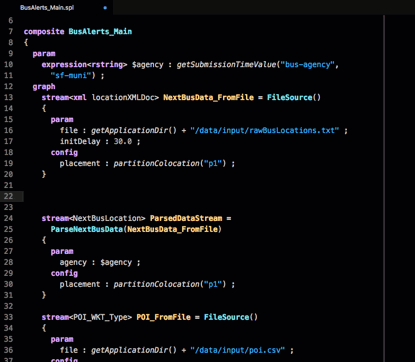 BusAlerts_Main.spl
6
7 composite BusAlerts_Main
8 {
9 param
10 expression<rstring> $agency : getSubmissionTimeValue("bus-agency",
11 "sf-muni") ;
12 graph
13 stream<xml locationXMLDoc> NextBusData_FromFile = FileSource()
14 {
15 param
16 file : getApplicationDir() + "/data/input/rawBusLocations.txt" ;
17 initDelay : 30.0 ;
18 config
19 placement : partitionColocation("p1") ;
20 }
21
22
23
24 stream<NextBusLocation> ParsedDataStream =
25 ParseNextBusData(NextBusData_FromFile)
26 {
27 param
28 agency : $agency ;
29 config
30 placement : partitionColocation("p1") ;
31 }
32
33 stream<POI_WKT_Type> POI_FromFile = FileSource()
34 {
35 param
36 file : getApplicationDir() + "/data/input/poi.csv" ;
37 config